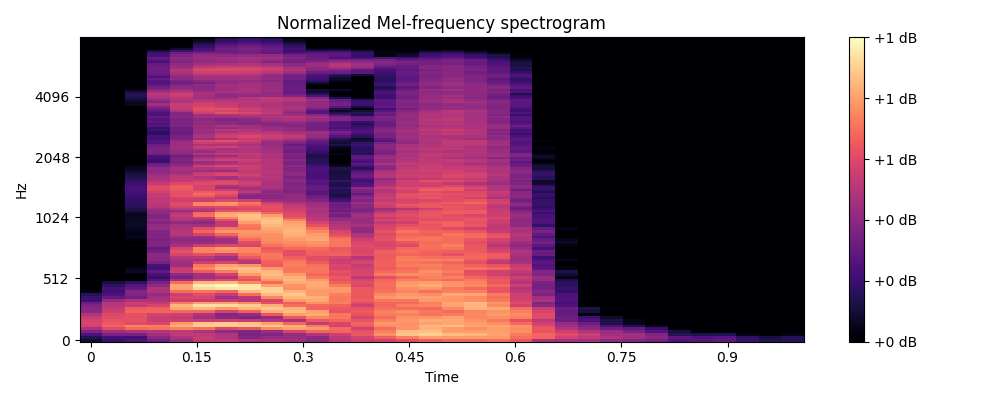 Normalized Mel-frequency spectrogram
Hz
4096
2048
1024
512
0
0 0.15 0.3 0.45 0.6 0.75 0.9
Time
+1 dB
+1 dB
+1 dB
+0 dB
+0 dB
+0 dB